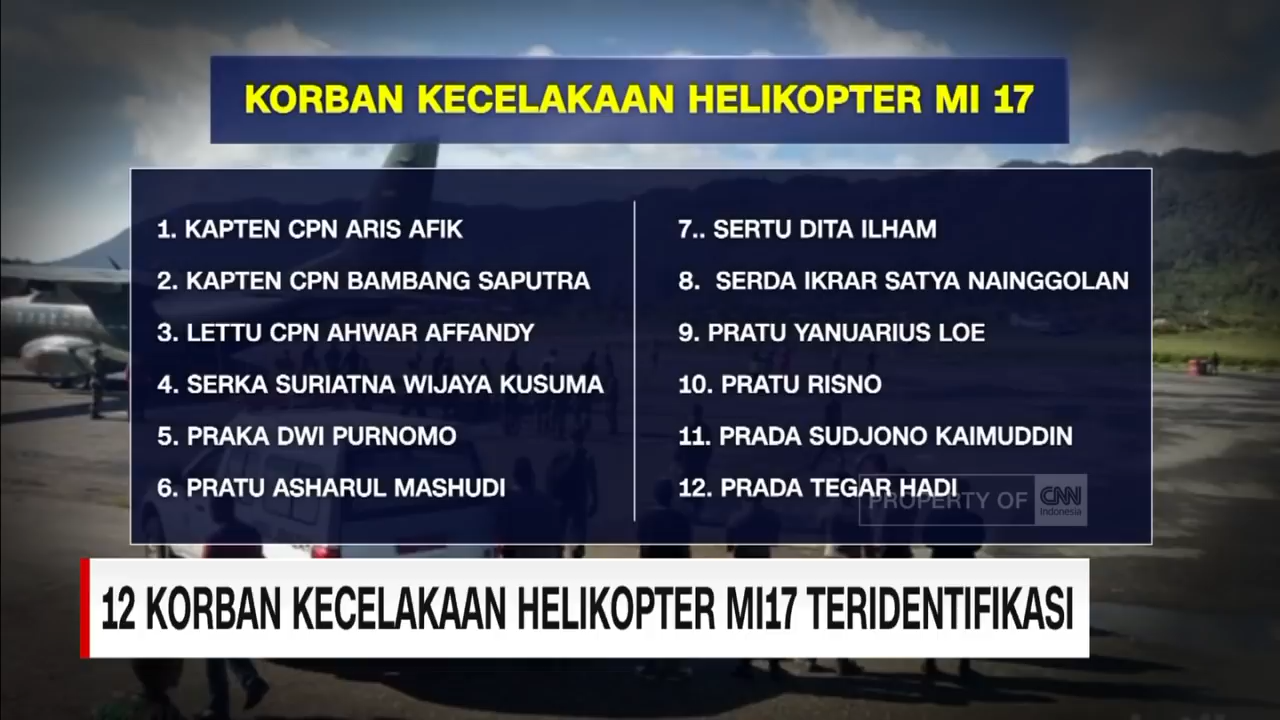 KORBAN KECELAKAAN HELIKOPTER MI 17
1. KAPTEN CPN ARIS AFIK
2. KAPTEN CPN BAMBANG SAPUTRA
3. LETTU CPN AHWAR AFFANDY
4. SERKA SURIATNA WIJAYA KUSUMA
5. PRAKA DWI PURNOMO
6. PRATU ASHARUL MASHUDI
7.. SERTU DITA ILHAM
8. SERDA IKRAR SATYA NAINGGOLAN
9. PRATU YANUARIUS LOE
10. PRATU RISNO
11. PRADA SUDJONO KAIMUDDIN
12. PRADA TEGAR HADI
PROPERTY OF CNN Indonesia
12 KORBAN KECELAKAAN HELIKOPTER MI17 TERIDENTIFIKASI